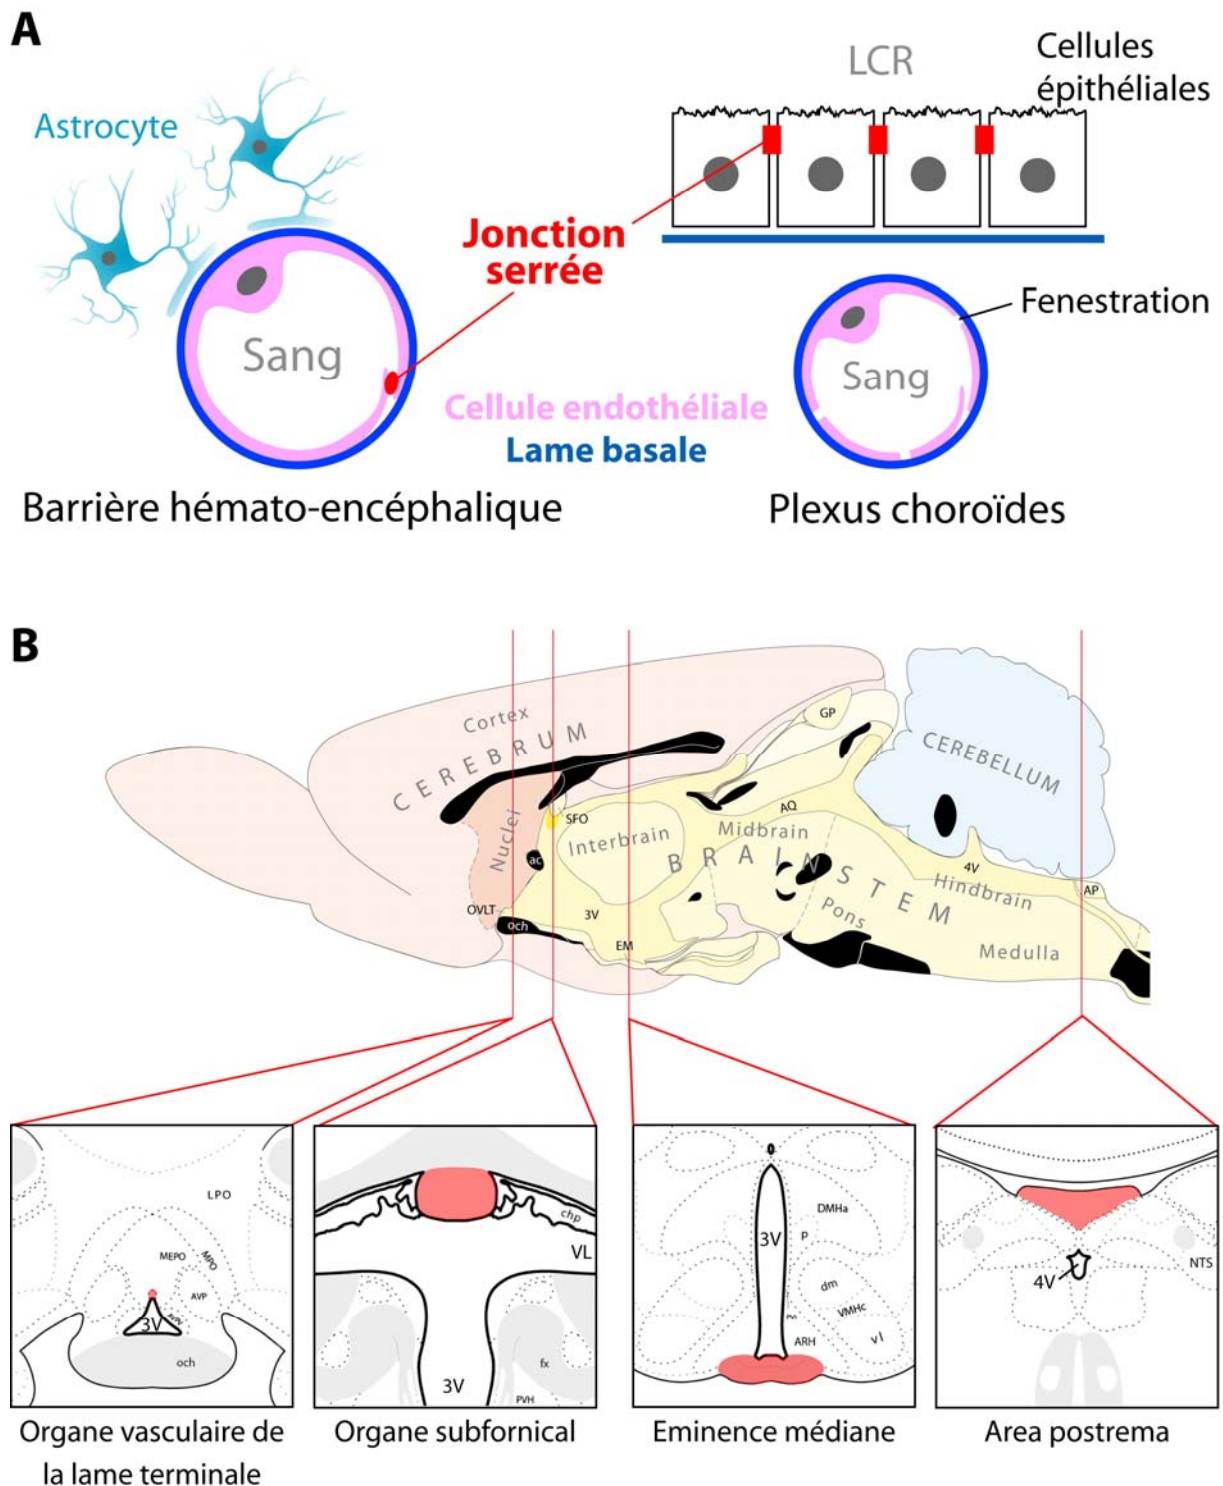 A
Astrocyte
LCR
Cellules
épithéliales
Jonction
serrée
Sang
Fenestration
Sang
Cellule endothéliale
Lame basale
Barrière hémato-encéphalique
Plexus choroïdes
B
Cortex
CEREBRUM
GP
CEREBELLUM
Nuclei
SFO
Interbrain
AQ
Midbrain
BRAINSTEM
ac
4V
Hindbrain
AP
OVLT
och
3V
EM
Pons
Medulla
LPO
MEPO
MPO
AVP
3V
och
chp
VL
fx
3V
PVH
DMHa
3V
P
dm
VMHc
vl
ARH
NTS
4V
Organe vasculaire de
la lame terminale
Organe subfornical
Eminence médiane
Area postrema